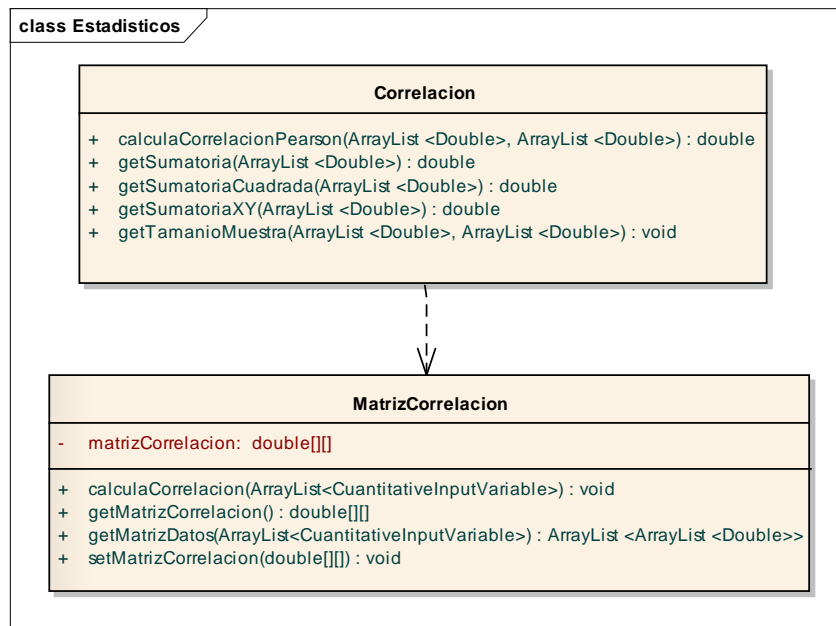 class Estadisticos
Correlacion
+ calculaCorrelacionPearson(ArrayList <Double>, ArrayList <Double>) : double
+ getSumatoria(ArrayList <Double>) : double
+ getSumatoriaCuadrada(ArrayList <Double>) : double
+ getSumatoriaXY(ArrayList <Double>) : double
+ getTamanioMuestra(ArrayList <Double>, ArrayList <Double>) : void
MatrizCorrelacion
- matrizCorrelacion: double[][]
+ calculaCorrelacion(ArrayList<CuantitativeInputVariable>) : void
+ getMatrizCorrelacion() : double[][]
+ getMatrizDatos(ArrayList<CuantitativeInputVariable>) : ArrayList <ArrayList <Double>>
+ setMatrizCorrelacion(double[][]) : void